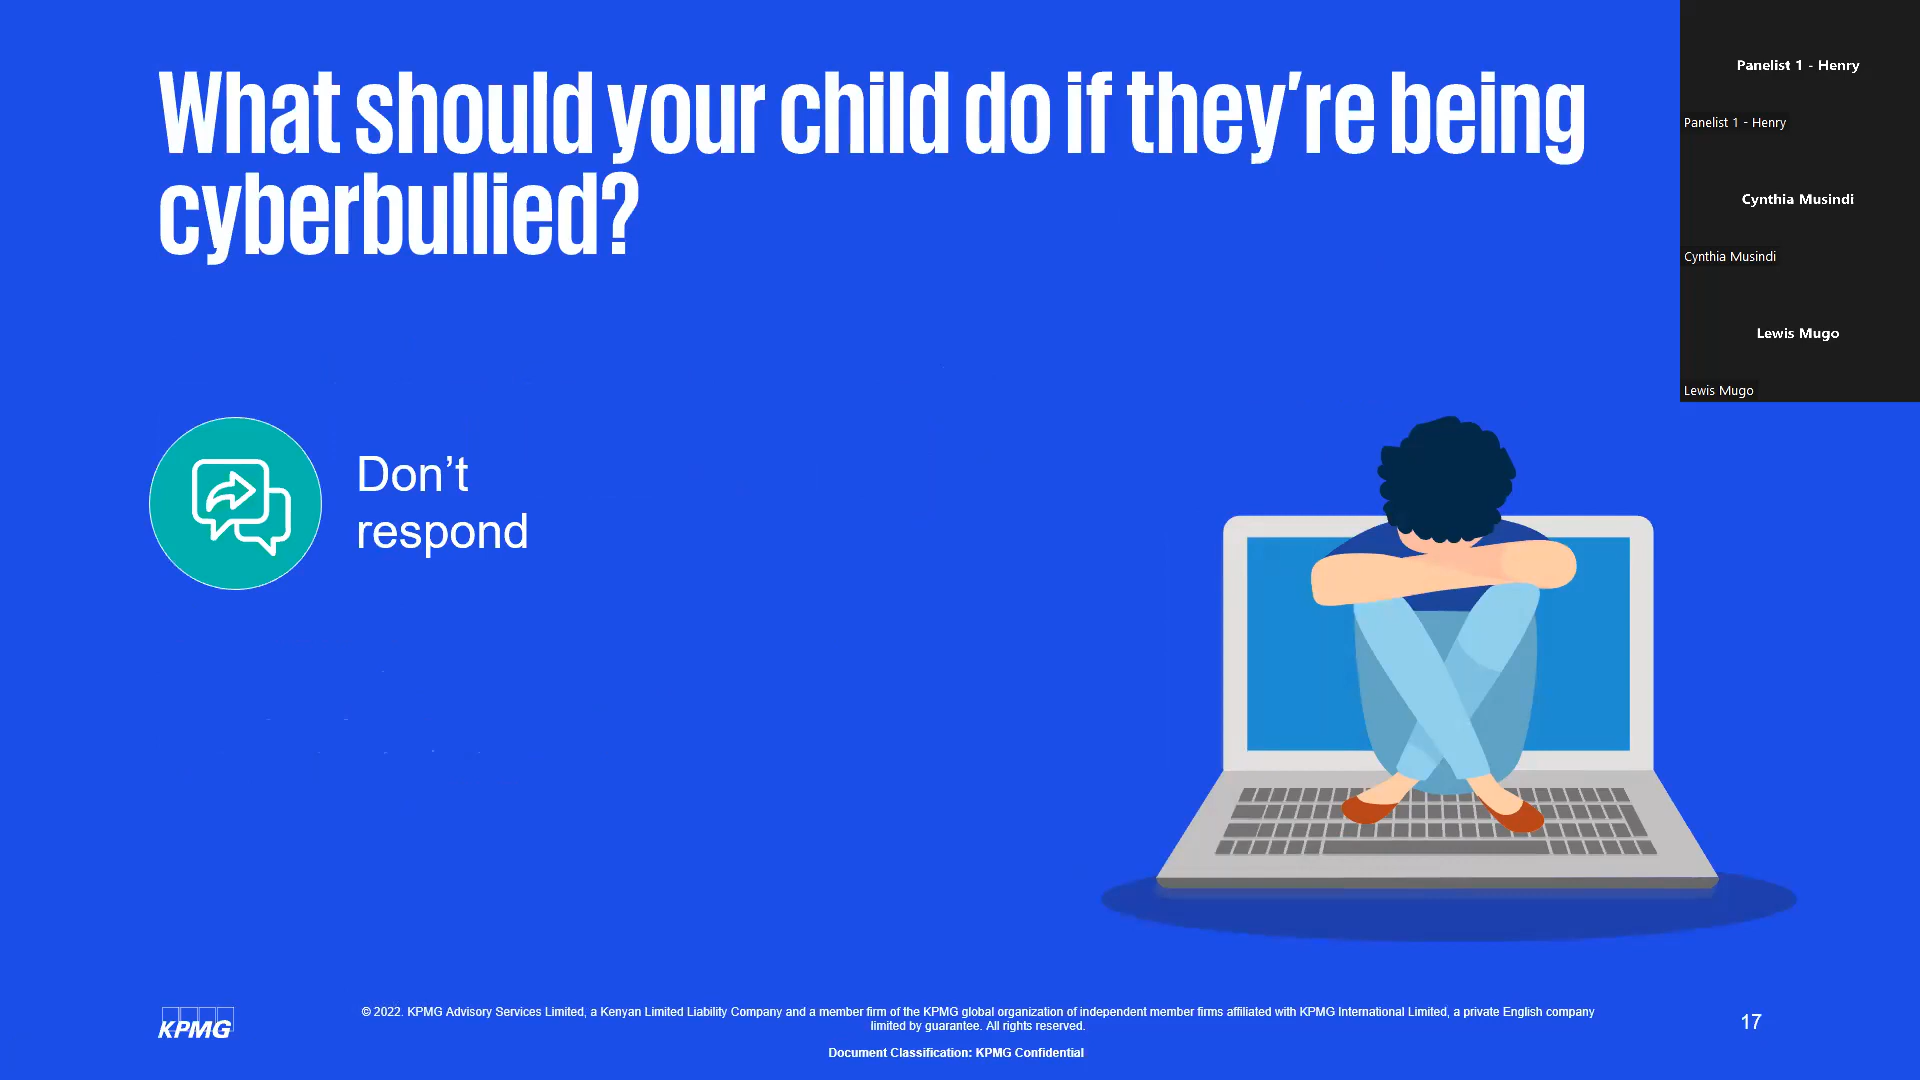 What should your child do if they're being
cyberbullied?
Panelist 1 - Henry
Panelist 1 - Henry
Cynthia Musindi
Cynthia Musindi
Lewis Mugo
Lewis Mugo
Don’t
respond
KPMG
© 2022. KPMG Advisory Services Limited, a Kenyan Limited Liability Company and a member firm of the KPMG global organization of independent member firms affiliated with KPMG International Limited, a private English company
limited by guarantee. All rights reserved.
17
Document Classification: KPMG Confidential